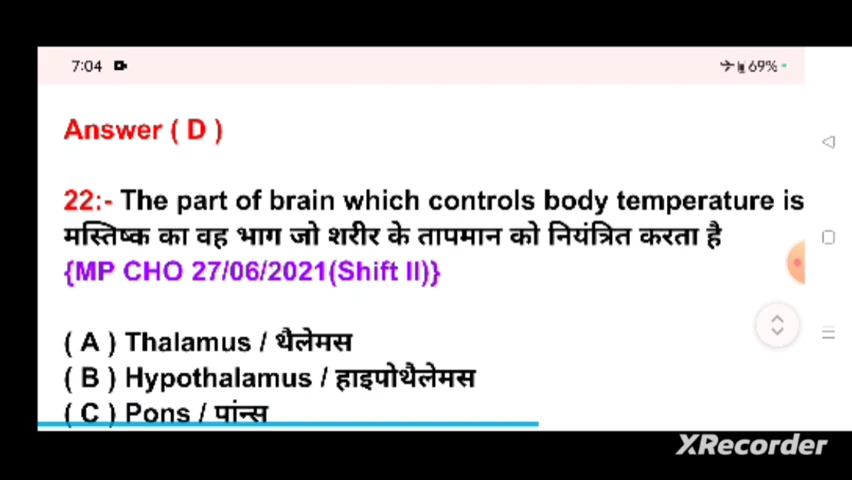 7:04 69%
Answer ( D )
22:- The part of brain which controls body temperature is
मस्तिष्क का वह भाग जो शरीर के तापमान को नियंत्रित करता है
{MP CHO 27/06/2021(Shift II)}
( A ) Thalamus / थैलेमस
( B ) Hypothalamus / हाइपोथैलेमस
( C ) Pons / पांन्स
XRecorder